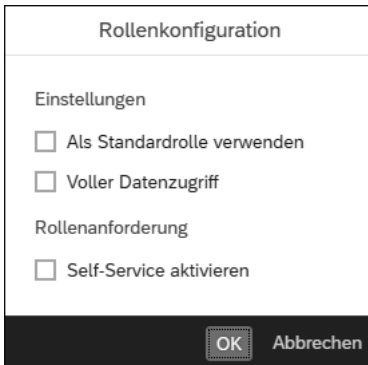 Rollenkonfiguration
Einstellungen
Als Standardrolle verwenden
Voller Datenzugriff
Rollenanforderung
Self-Service aktivieren
OK Abbrechen